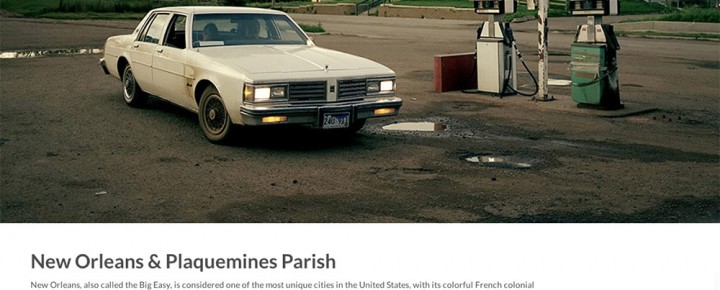 New Orleans & Plaquemines Parish
New Orleans, also called the Big Easy, is considered one of the most unique cities in the United States, with its colorful French colonial